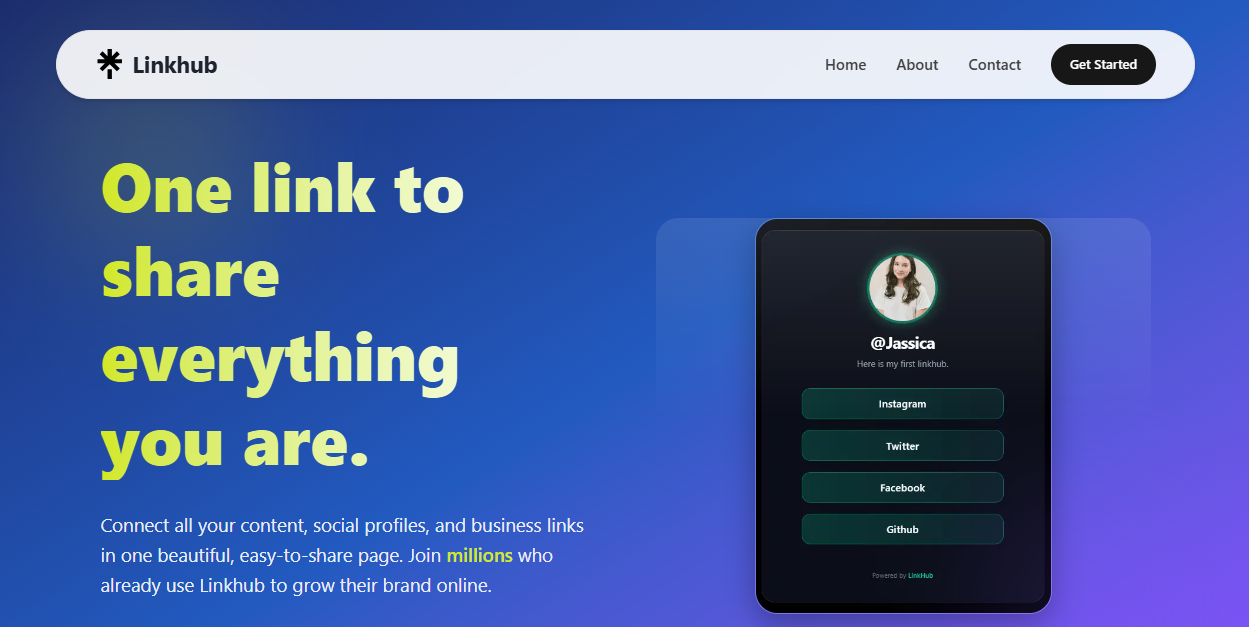 Linkhub
Home
About
Contact
Get Started
One link to
share
everything
you are.
Connect all your content, social profiles, and business links
in one beautiful, easy-to-share page. Join millions who
already use Linkhub to grow their brand online.
@Jassica
Here is my first linkhub.
Instagram
Twitter
Facebook
Github
Powered by LinkHub